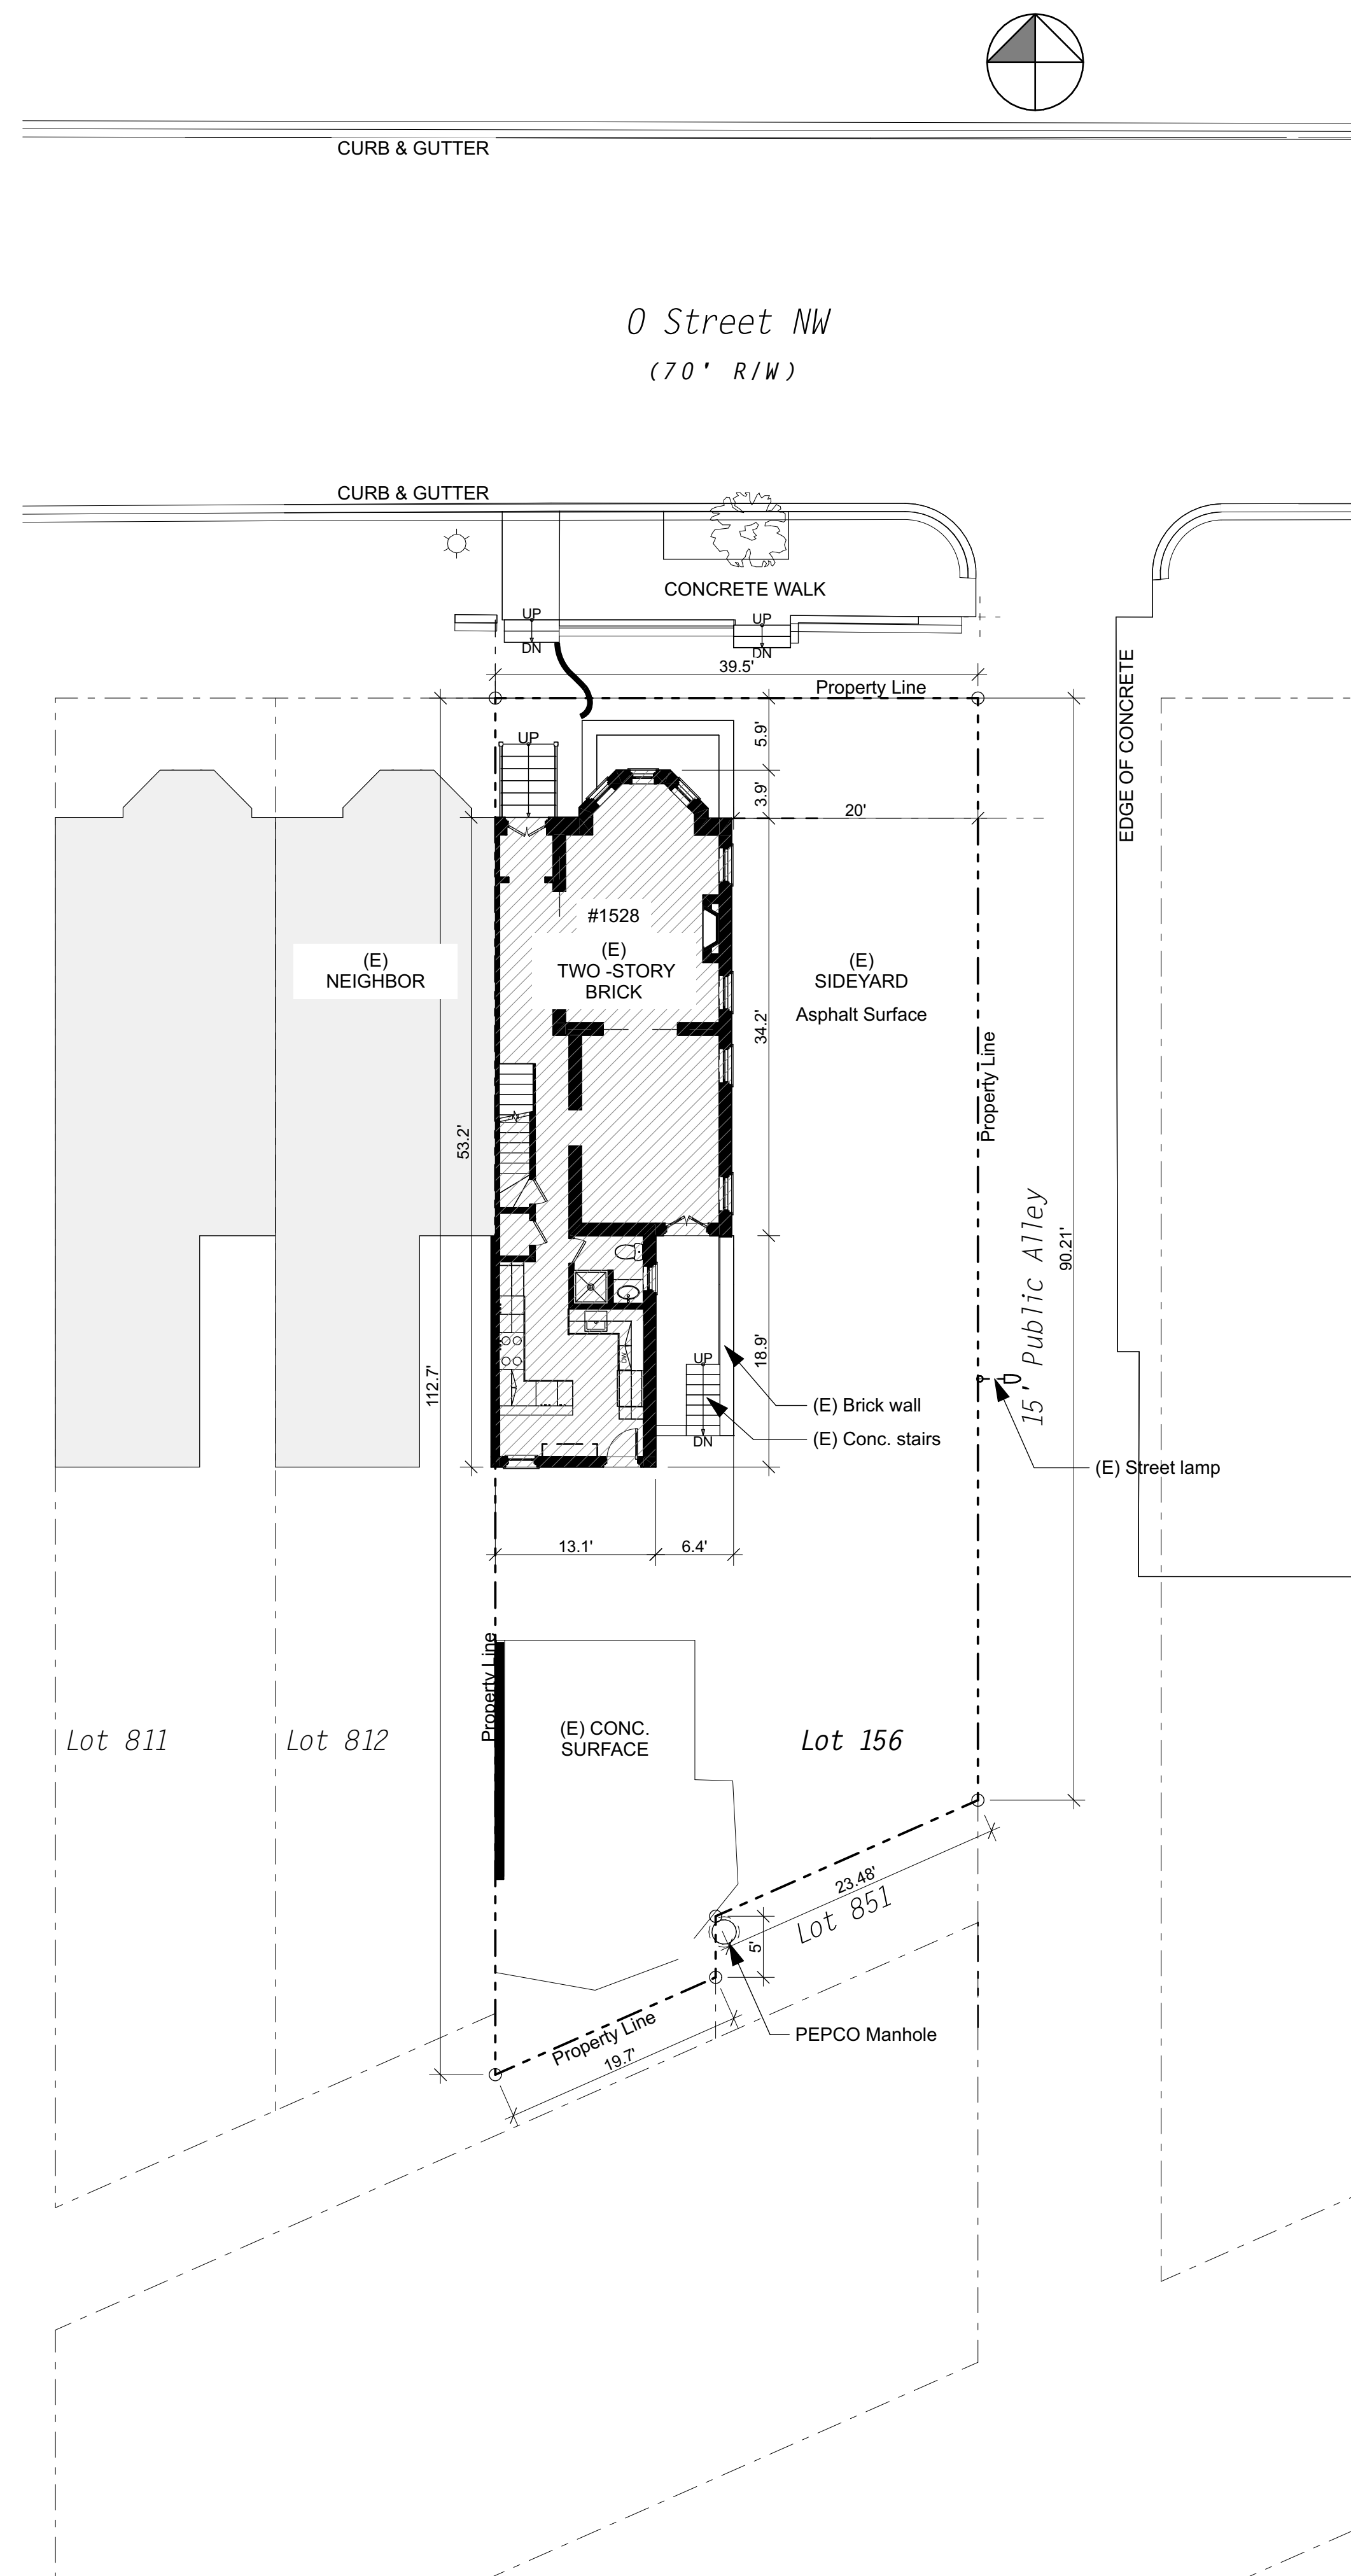 CURB & GUTTER
O Street NW
(70' R/W)
CURB & GUTTER
CONCRETE WALK
UP
DN
UP
DN
39.5'
Property Line
EDGE OF CONCRETE
UP
5.9'
3.9'
20'
#1528
(E)
TWO -STORY
BRICK
(E)
NEIGHBOR
(E)
SIDEYARD
Asphalt Surface
34.2'
Property Line
53.2'
15' Public Alley
90.21'
112.7'
18.9'
DW
UP
DN
(E) Brick wall
(E) Conc. stairs
(E) Street lamp
13.1'
6.4'
Property Line
Lot 811
Lot 812
(E) CONC.
SURFACE
Lot 156
23.48'
Lot 851
5'
PEPCO Manhole
Property Line
19.7'